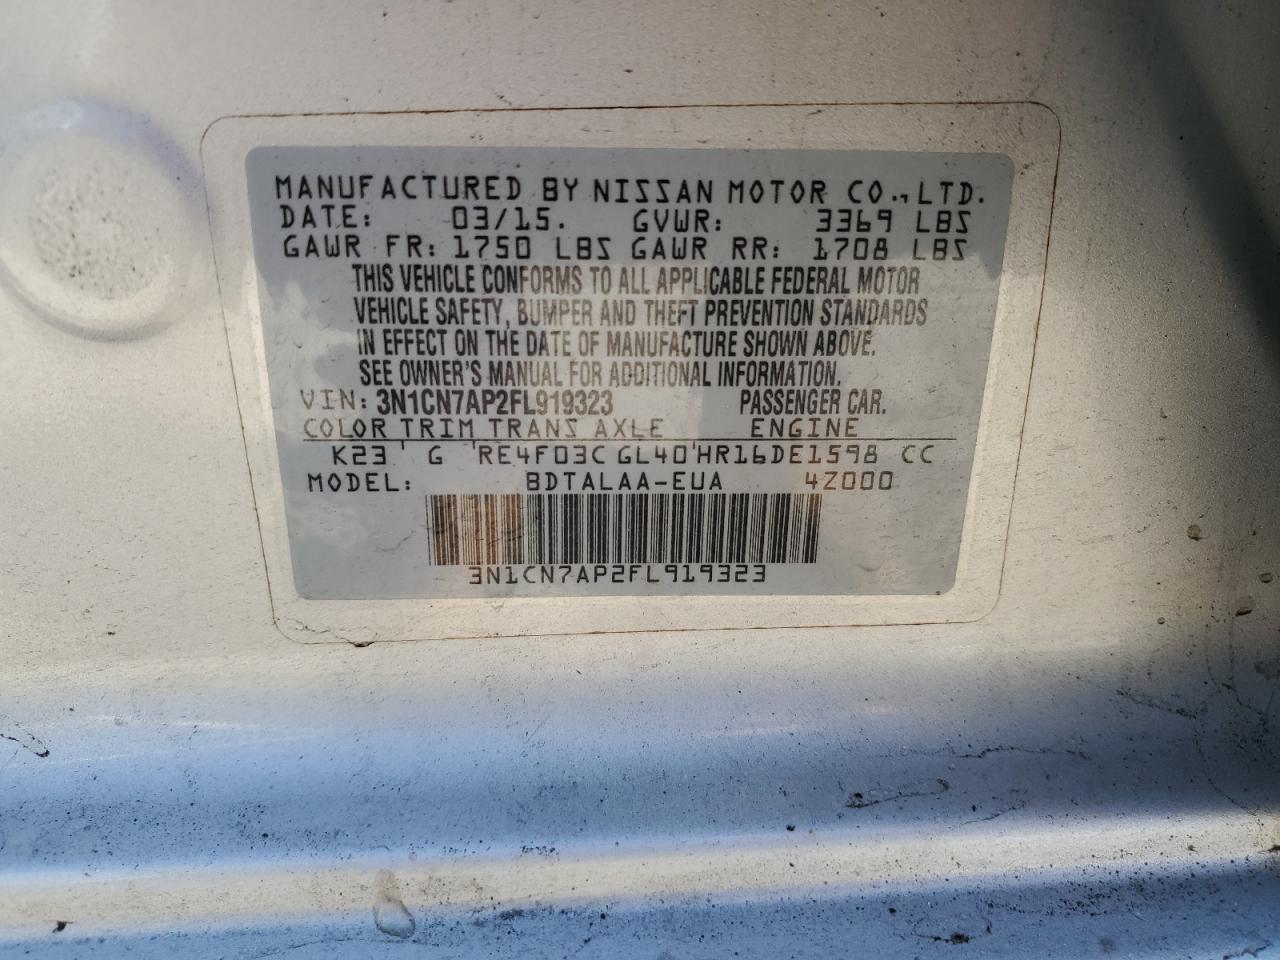 MANUFACTURED BY NISSAN MOTOR CO., LTD.
DATE: 03/15. GVWR: 3369 LBS
GAWR FR: 1750 LBS GAWR RR: 1708 LBS
THIS VEHICLE CONFORMS TO ALL APPLICABLE FEDERAL MOTOR
VEHICLE SAFETY, BUMPER AND THEFT PREVENTION STANDARDS
IN EFFECT ON THE DATE OF MANUFACTURE SHOWN ABOVE.
SEE OWNER'S MANUAL FOR ADDITIONAL INFORMATION.
VIN: 3N1CN7AP2FL919323 PASSENGER CAR.
COLOR TRIM TRANS AXLE ENGINE
K23 ' G ' RE4F03C GL40 ' HR16DE1598 CC
MODEL: BDTALAA-EUA 4Z000
3N1CN7AP2FL919323